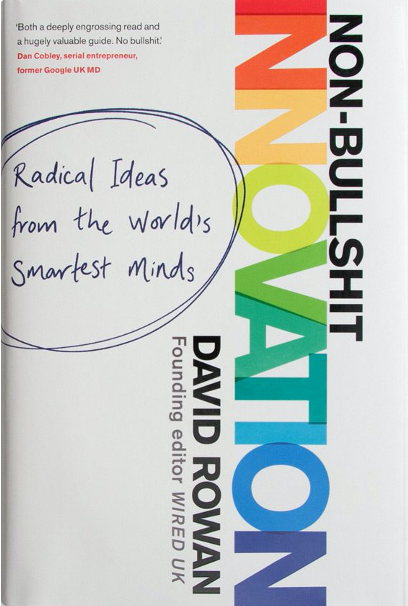 'Both a deeply engrossing read and
a hugely valuable guide. No bullshit.'
Dan Cobley, serial entrepreneur,
former Google UK MD
NON-BULLSHIT
INNOVATION
Radical Ideas
from the World's
Smartest Minds
DAVID ROWAN
Founding editor WIRED UK